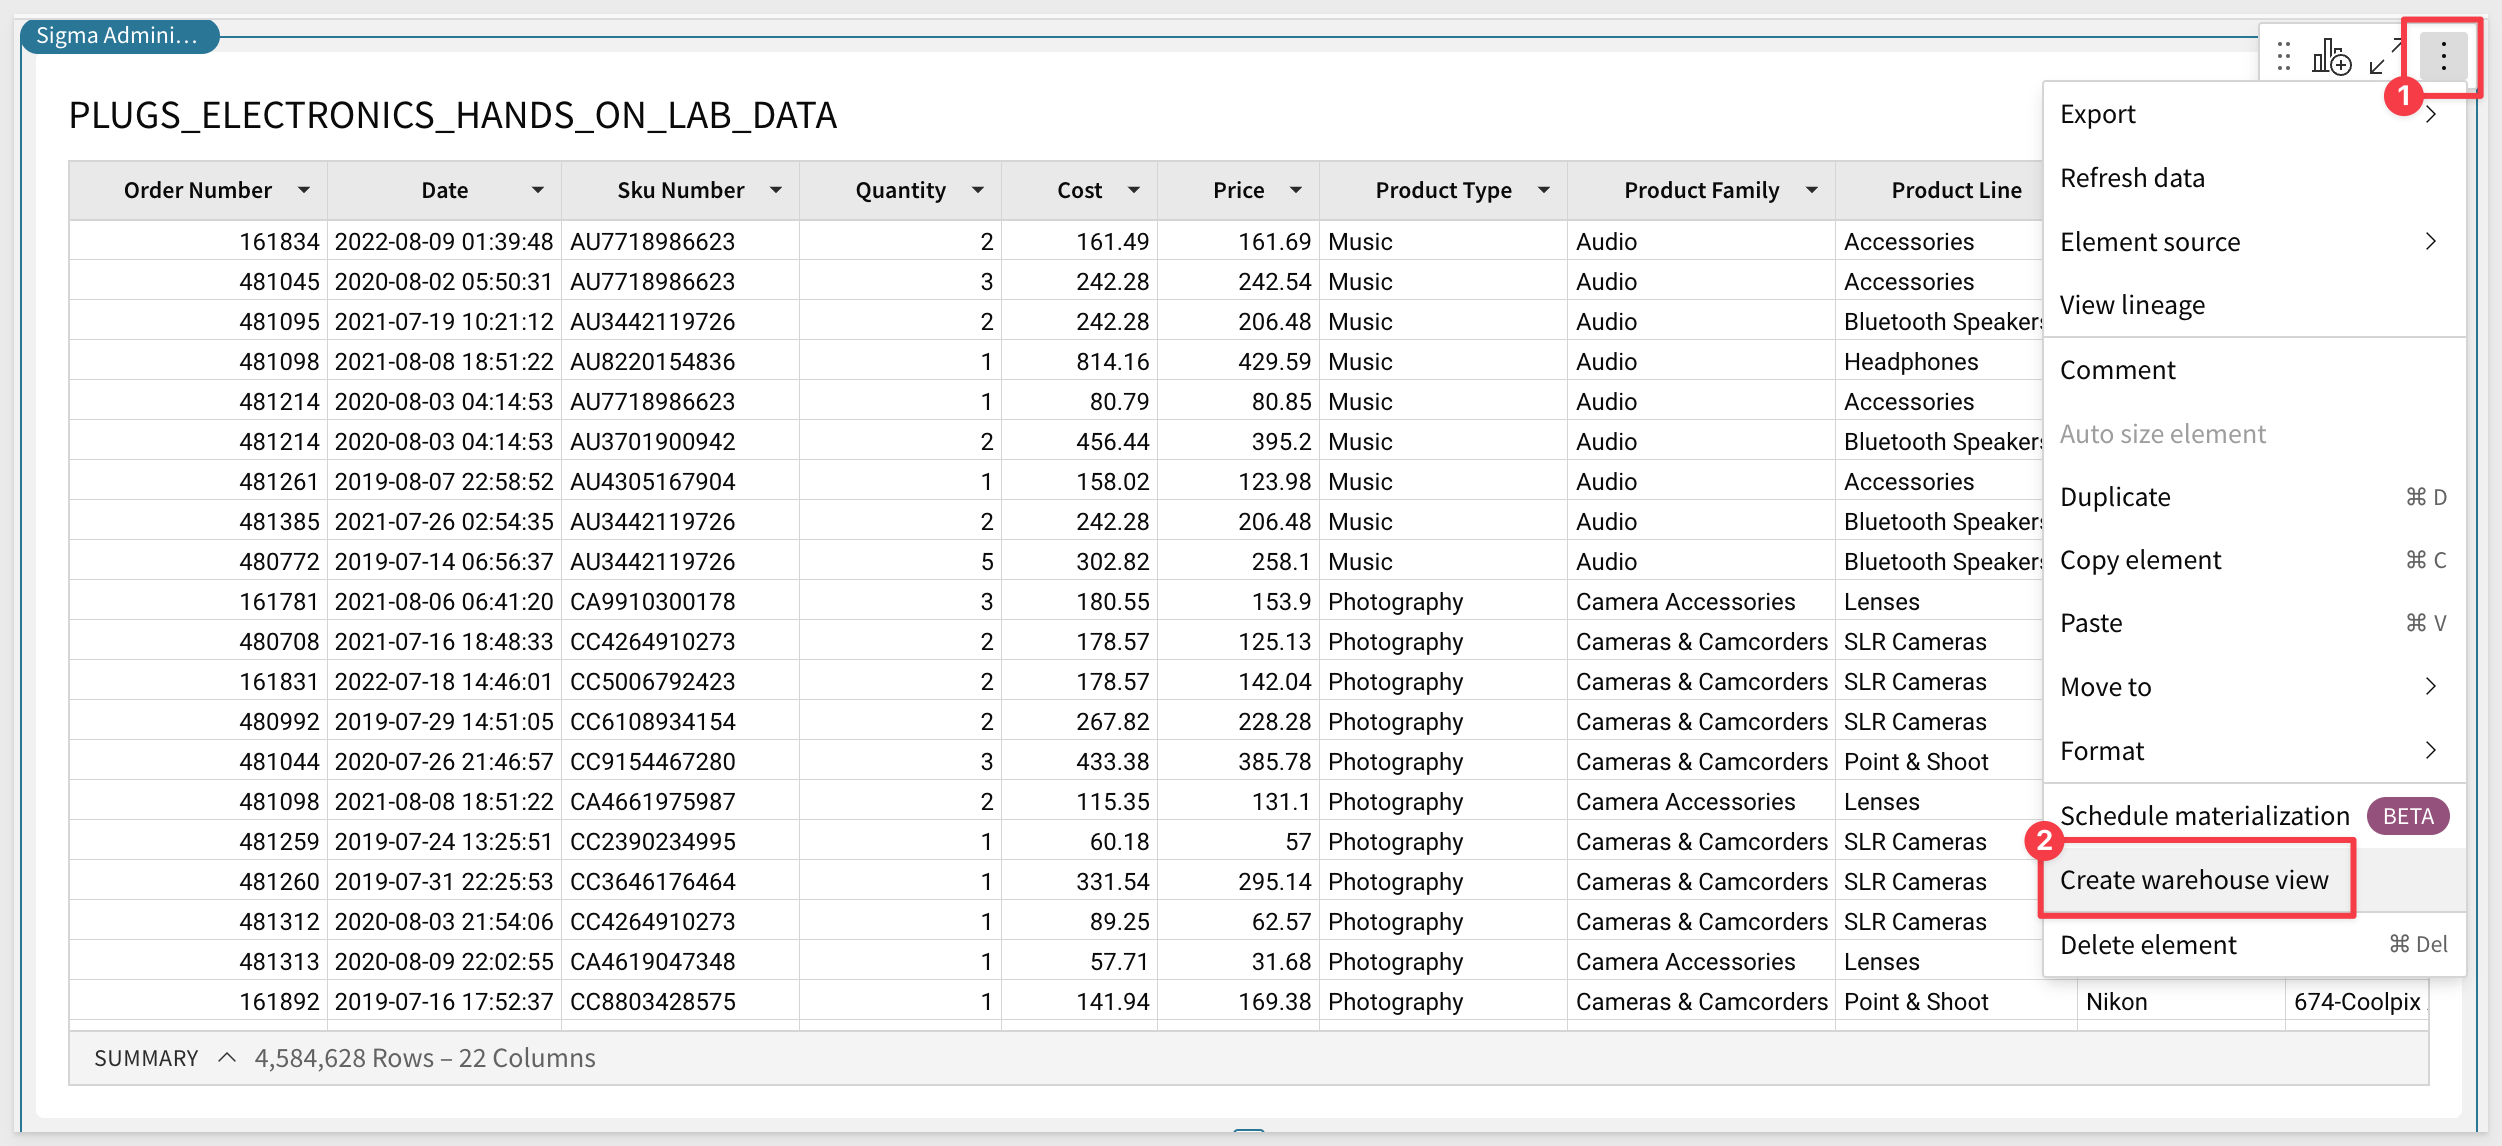 Sigma Admini...
1
PLUGS_ELECTRONICS_HANDS_ON_LAB_DATA
Order Number Date Sku Number Quantity Cost Price Product Type Product Family Product Line
161834 2022-08-09 01:39:48 AU7718986623 2 161.49 161.69 Music Audio Accessories
481045 2020-08-02 05:50:31 AU7718986623 3 242.28 242.54 Music Audio Accessories
481095 2021-07-19 10:21:12 AU3442119726 2 242.28 206.48 Music Audio Bluetooth Speakers
481098 2021-08-08 18:51:22 AU8220154836 1 814.16 429.59 Music Audio Headphones
481214 2020-08-03 04:14:53 AU7718986623 1 80.79 80.85 Music Audio Accessories
481214 2020-08-03 04:14:53 AU3701900942 2 456.44 395.2 Music Audio Bluetooth Speakers
481261 2019-08-07 22:58:52 AU4305167904 1 158.02 123.98 Music Audio Accessories
481385 2021-07-26 02:54:35 AU3442119726 2 242.28 206.48 Music Audio Bluetooth Speakers
480772 2019-07-14 06:56:37 AU3442119726 5 302.82 258.1 Music Audio Bluetooth Speakers
161781 2021-08-06 06:41:20 CA9910300178 3 180.55 153.9 Photography Camera Accessories Lenses
480708 2021-07-16 18:48:33 CC4264910273 2 178.57 125.13 Photography Cameras & Camcorders SLR Cameras
161831 2022-07-18 14:46:01 CC5006792423 2 178.57 142.04 Photography Cameras & Camcorders SLR Cameras
480992 2019-07-29 14:51:05 CC6108934154 2 267.82 228.28 Photography Cameras & Camcorders SLR Cameras
481044 2020-07-26 21:46:57 CC9154467280 3 433.38 385.78 Photography Cameras & Camcorders Point & Shoot
481098 2021-08-08 18:51:22 CA4661975987 2 115.35 131.1 Photography Camera Accessories Lenses
481259 2019-07-24 13:25:51 CC2390234995 1 60.18 57 Photography Cameras & Camcorders SLR Cameras
481260 2019-07-31 22:25:53 CC3646176464 1 331.54 295.14 Photography Cameras & Camcorders SLR Cameras
481312 2020-08-03 21:54:06 CC4264910273 1 89.25 62.57 Photography Cameras & Camcorders SLR Cameras
481313 2020-08-09 22:02:55 CA4619047348 1 57.71 31.68 Photography Camera Accessories Lenses
161892 2019-07-16 17:52:37 CC8803428575 1 141.94 169.38 Photography Cameras & Camcorders Point & Shoot Nikon 674-Coolpix
SUMMARY 4,584,628 Rows – 22 Columns
Export
Refresh data
Element source
View lineage
Comment
Auto size element
Duplicate ⌘ D
Copy element ⌘ C
Paste ⌘ V
Move to
Format
Schedule materialization BETA
2
Create warehouse view
Delete element ⌘ Del